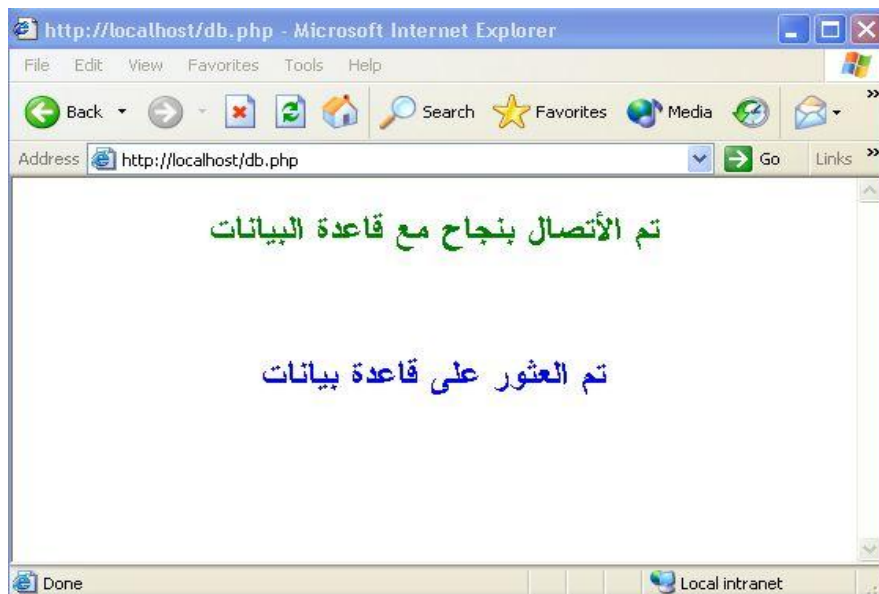 http://localhost/db.php - Microsoft Internet Explorer
File Edit View Favorites Tools Help
Back Search Favorites Media »
Address http://localhost/db.php Go Links »
تم الأتصال بنجاح مع قاعدة البيانات
تم العثور على قاعدة بيانات
Done Local intranet